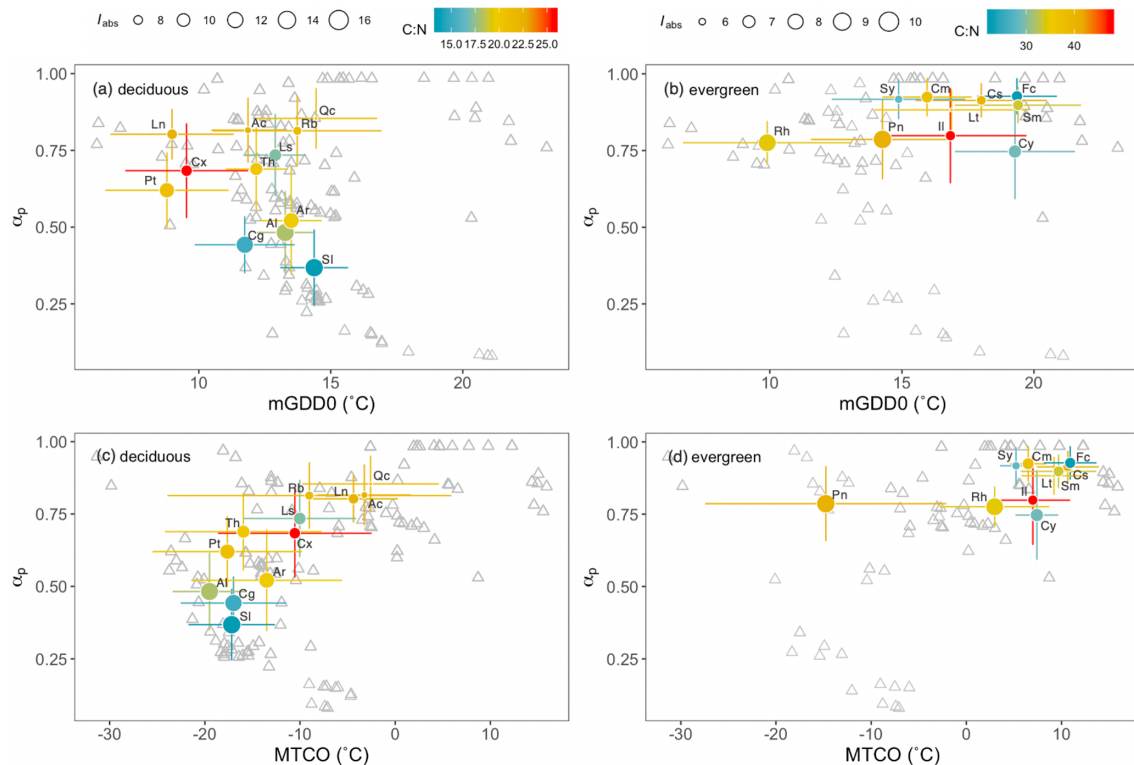 Iabs 8 10 12 14 16 C:N 15.0 17.5 20.0 22.5 25.0
Iabs 6 7 8 9 10 C:N 30 40
(a) deciduous
1.00
0.75
0.50
0.25
αp
Ln
Ac
Qc
Rb
Cx
Ls
Th
Pt
Ar
Al
Cg
Sl
10 15 20
mGDD0 (˚C)
(b) evergreen
1.00
0.75
0.50
0.25
αp
Sy
Cm
Cs
Fc
Lt
Sm
Rh
Pn
Il
Cy
10 15 20
mGDD0 (˚C)
(c) deciduous
1.00
0.75
0.50
0.25
αp
Qc
Rb
Ln
Ac
Ls
Th
Cx
Pt
Ar
Al
Cg
Sl
-30 -20 -10 0 10
MTCO (˚C)
(d) evergreen
1.00
0.75
0.50
0.25
αp
Sy
Cm
Fc
Lt
Cs
Sm
Pn
Rh
Il
Cy
-30 -20 -10 0 10
MTCO (˚C)